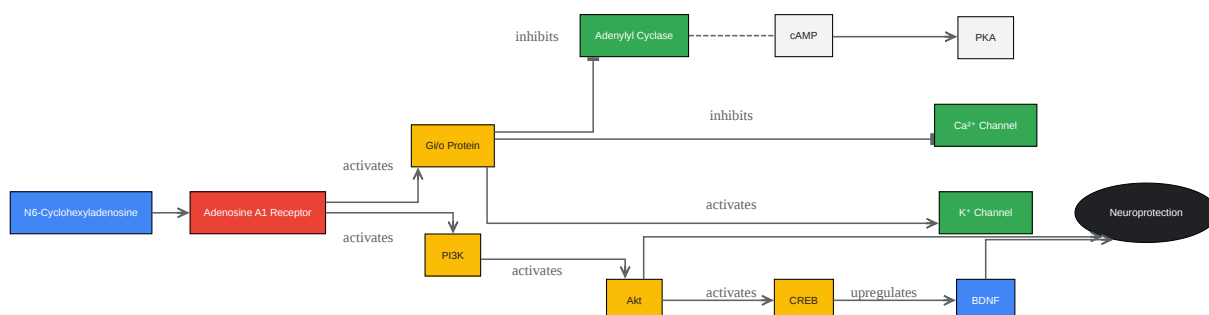 inhibits
Adenylyl Cyclase
cAMP
PKA
inhibits
Ca²⁺ Channel
Gi/o Protein
activates
N6-Cyclohexyladenosine
Adenosine A1 Receptor
activates
K⁺ Channel
Neuroprotection
activates
PI3K
activates
Akt
activates
CREB
upregulates
BDNF